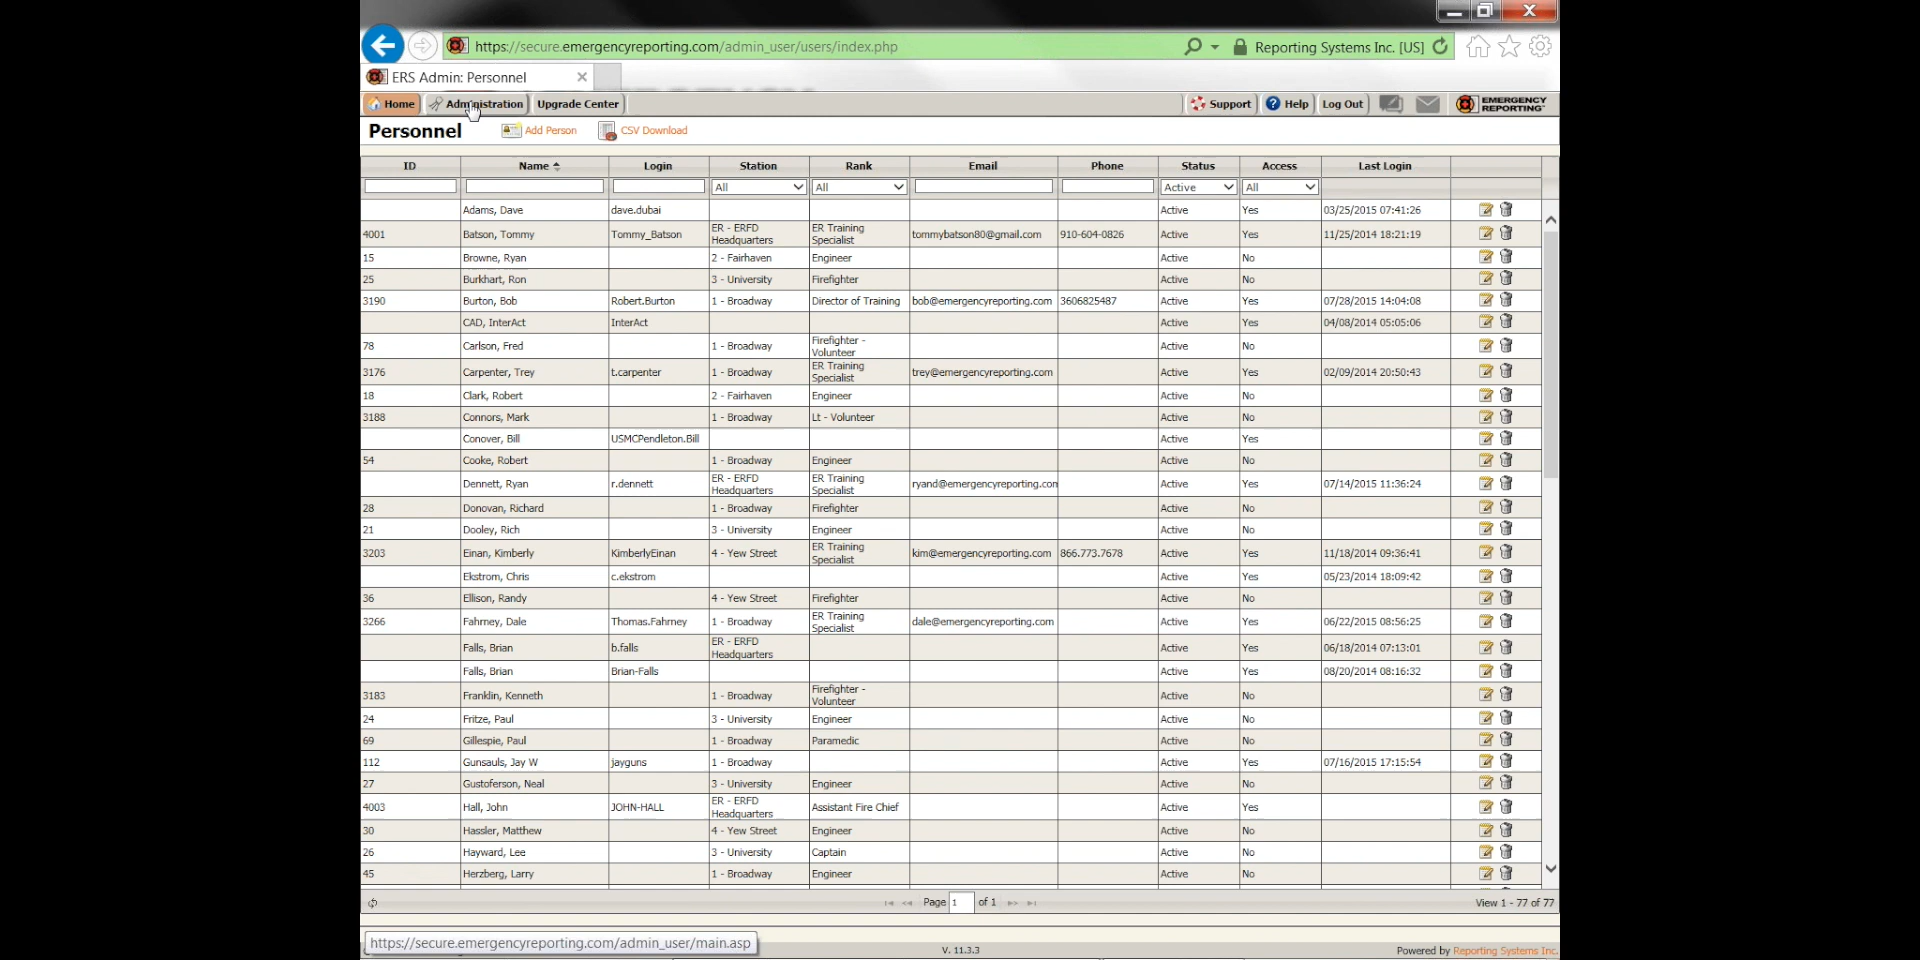 https://secure.emergencyreporting.com/admin_user/users/index.php Reporting Systems Inc. [US]
ERS Admin: Personnel
Home Administration Upgrade Center Support Help Log Out EMERGENCY REPORTING
Personnel Add Person CSV Download
ID Name Login Station Rank Email Phone Status Access Last Login
All All Active All
Adams, Dave dave.dubai Active Yes 03/25/2015 07:41:26
4001 Batson, Tommy Tommy_Batson ER - ERFD Headquarters ER Training Specialist tommybatson80@gmail.com 910-604-0826 Active Yes 11/25/2014 18:21:19
15 Browne, Ryan 2 - Fairhaven Engineer Active No
25 Burkhart, Ron 3 - University Firefighter Active No
3190 Burton, Bob Robert.Burton 1 - Broadway Director of Training bob@emergencyreporting.com 3606825487 Active Yes 07/28/2015 14:04:08
CAD, InterAct InterAct Active Yes 04/08/2014 05:05:06
78 Carlson, Fred 1 - Broadway Firefighter - Volunteer Active No
3176 Carpenter, Trey t.carpenter 1 - Broadway ER Training Specialist trey@emergencyreporting.com Active Yes 02/09/2014 20:50:43
18 Clark, Robert 2 - Fairhaven Engineer Active No
3188 Connors, Mark 1 - Broadway Lt - Volunteer Active No
Conover, Bill USMCPendleton.Bill Active Yes
54 Cooke, Robert 1 - Broadway Engineer Active No
Dennett, Ryan r.dennett ER - ERFD Headquarters ER Training Specialist ryand@emergencyreporting.com Active Yes 07/14/2015 11:36:24
28 Donovan, Richard 1 - Broadway Firefighter Active No
21 Dooley, Rich 3 - University Engineer Active No
3203 Einan, Kimberly KimberlyEinan 4 - Yew Street ER Training Specialist kim@emergencyreporting.com 866.773.7678 Active Yes 11/18/2014 09:36:41
Ekstrom, Chris c.ekstrom Active Yes 05/23/2014 18:09:42
36 Ellison, Randy 4 - Yew Street Firefighter Active No
3266 Fahrney, Dale Thomas.Fahrney 1 - Broadway ER Training Specialist dale@emergencyreporting.com Active Yes 06/22/2015 08:56:25
Falls, Brian b.falls ER - ERFD Headquarters Active Yes 06/18/2014 07:13:01
Falls, Brian Brian-Falls Active Yes 08/20/2014 08:16:32
3183 Franklin, Kenneth 1 - Broadway Firefighter - Volunteer Active No
24 Fritze, Paul 3 - University Engineer Active No
69 Gillespie, Paul 1 - Broadway Paramedic Active No
112 Gunsauls, Jay W jayguns 1 - Broadway Active Yes 07/16/2015 17:15:54
27 Gustoferson, Neal 3 - University Engineer Active No
4003 Hall, John JOHN-HALL ER - ERFD Headquarters Assistant Fire Chief Active Yes
30 Hassler, Matthew 4 - Yew Street Engineer Active No
26 Hayward, Lee 3 - University Captain Active No
45 Herzberg, Larry 1 - Broadway Engineer Active No
Page 1 of 1 View 1 - 77 of 77
https://secure.emergencyreporting.com/admin_user/main.asp V. 11.3.3 Powered by Reporting Systems Inc.